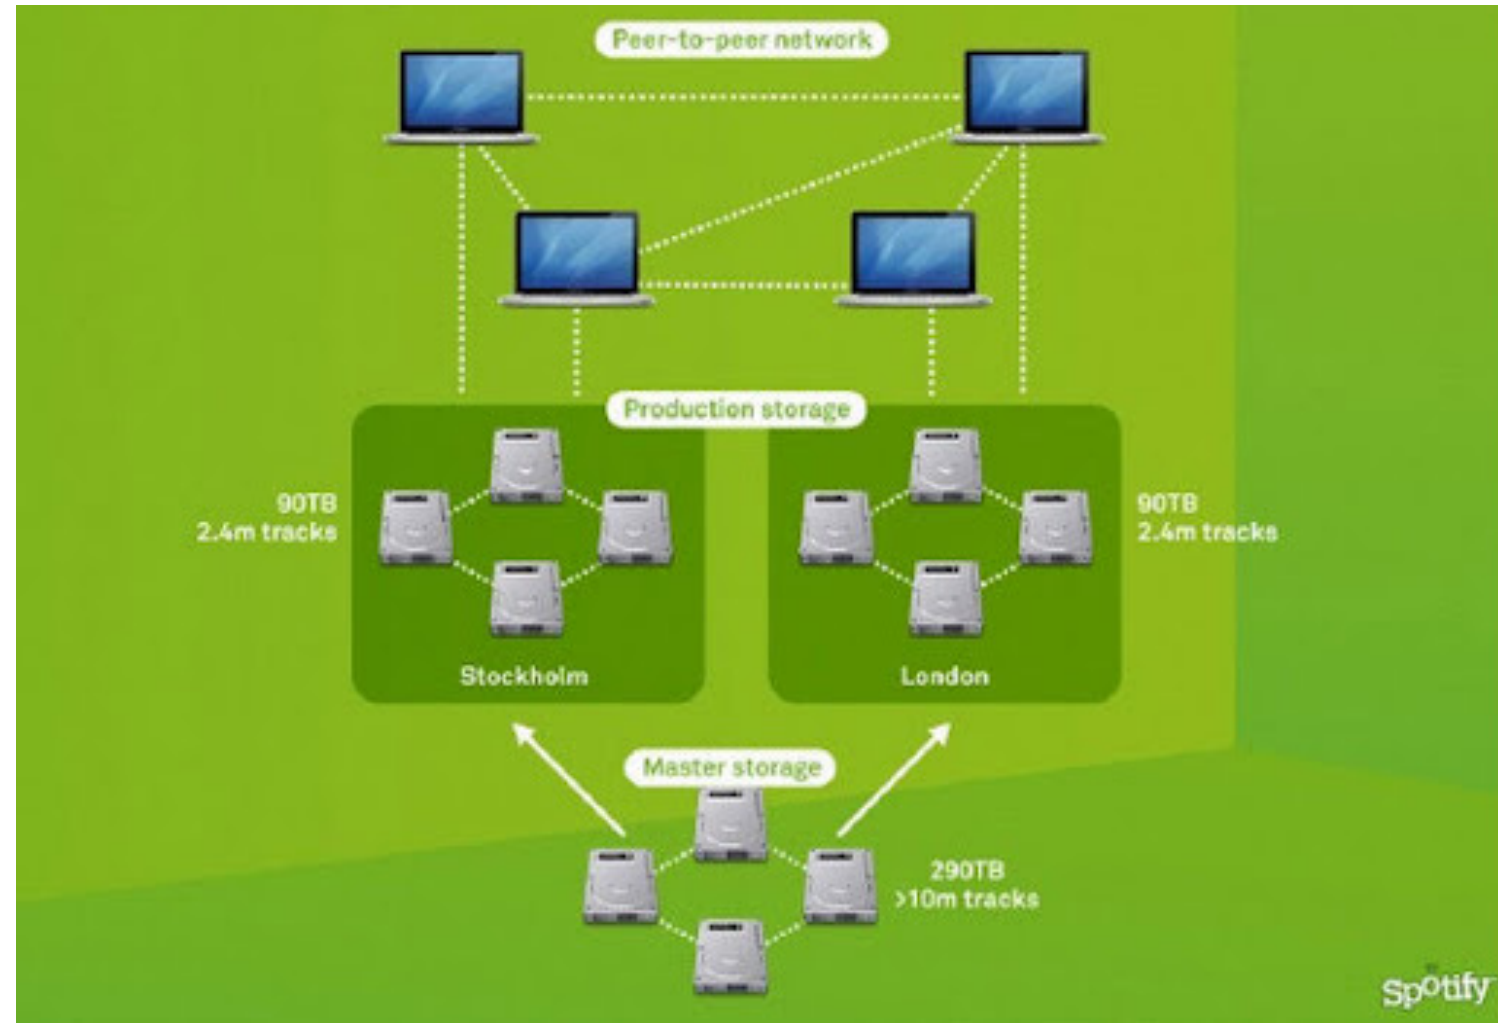 Peer-to-peer network
Production storage
90TB
2.4m tracks
90TB
2.4m tracks
Stockholm
London
Master storage
290TB
>10m tracks
Spotify